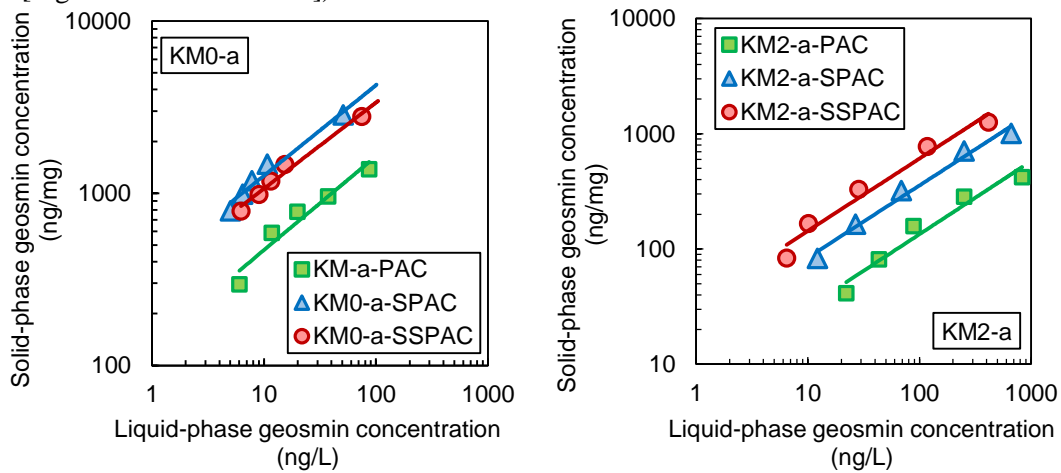 10000
1000
100
Solid-phase geosmin concentration
(ng/mg)
KM0-a
KM-a-PAC
KM0-a-SPAC
KM0-a-SSPAC
1
10
100
1000
Liquid-phase geosmin concentration
(ng/L)
10000
1000
100
10
Solid-phase geosmin concentration
(ng/mg)
KM2-a-PAC
KM2-a-SPAC
KM2-a-SSPAC
KM2-a
1
10
100
1000
Liquid-phase geosmin concentration
(ng/L)